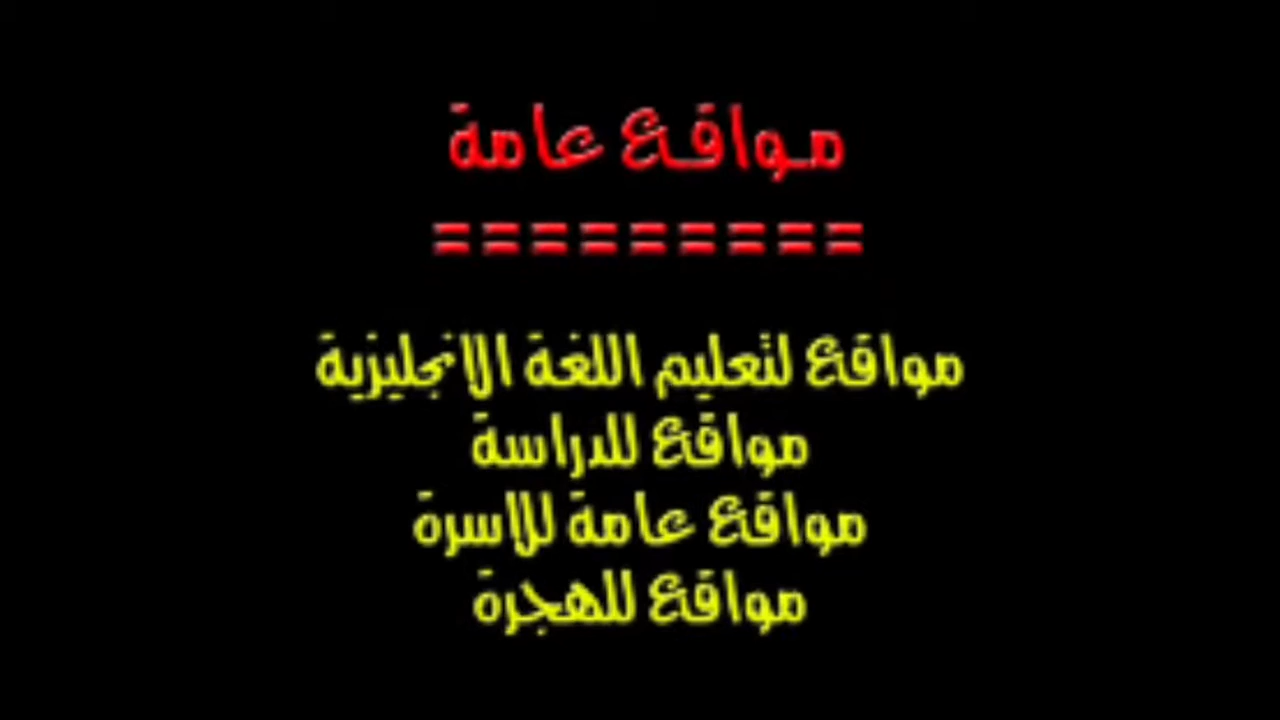 مواقع عامة
=========
مواقع لتعليم اللغة الانجليزية
مواقع للدراسة
مواقع عامة للاسرة
مواقع للهجرة